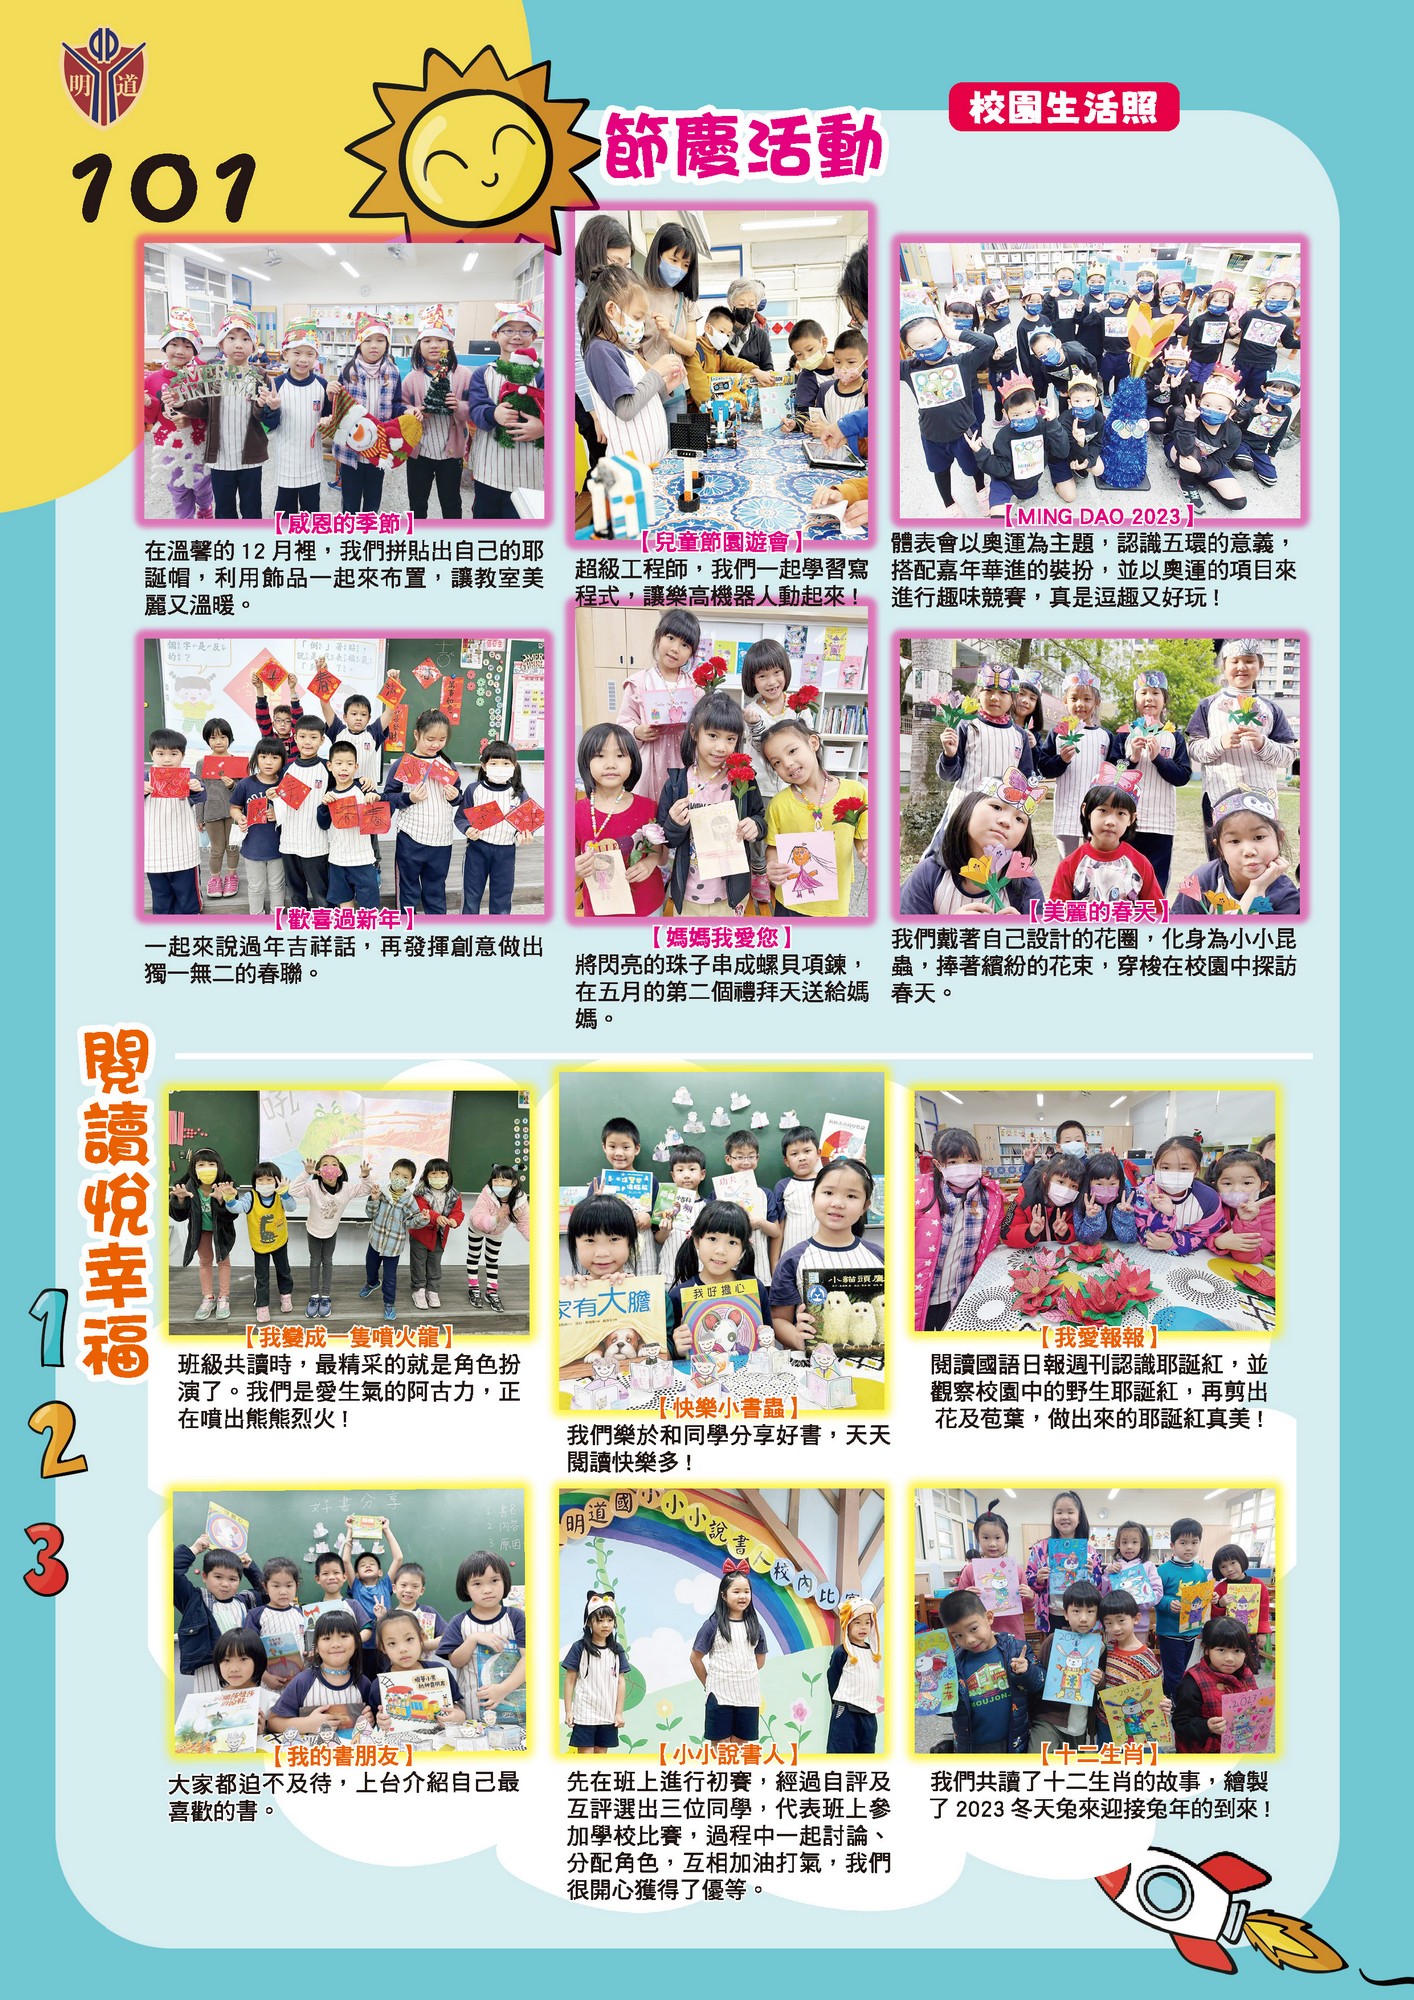 明 道
101
節慶活動
校園生活照
【感恩的季節】
在溫馨的12月裡，我們拼貼出自己的耶
誕帽，利用飾品一起來布置，讓教室美
麗又溫暖。
【兒童節園遊會】
超級工程師，我們一起學習寫
程式，讓樂高機器人動起來！
【MING DAO 2023】
體表會以奧運為主題，認識五環的意義，
搭配嘉年華進的裝扮，並以奧運的項目來
進行趣味競賽，真是逗趣又好玩！
【歡喜過新年】
一起來說過年吉祥話，再發揮創意做出
獨一無二的春聯。
【媽媽我愛您】
將閃亮的珠子串成螺貝項鍊，
在五月的第二個禮拜天送給媽
媽。
【美麗的春天】
我們戴著自己設計的花圈，化身為小小昆
蟲，捧著繽紛的花束，穿梭在校園中探訪
春天。
閱讀悅幸福
1
2
3
吼
【我變成一隻噴火龍】
班級共讀時，最精采的就是角色扮
演了。我們是愛生氣的阿古力，正
在噴出熊熊烈火！
家有大膽
我好擔心
小貓頭鷹
【快樂小書蟲】
我們樂於和同學分享好書，天天
閱讀快樂多！
【我愛報報】
閱讀國語日報週刊認識耶誕紅，並
觀察校園中的野生耶誕紅，再剪出
花及苞葉，做出來的耶誕紅真美！
好書分享
【我的書朋友】
大家都迫不及待，上台介紹自己最
喜歡的書。
明道國小小小說書人校內比賽
【小小說書人】
先在班上進行初賽，經過自評及
互評選出三位同學，代表班上參
加學校比賽，過程中一起討論、
分配角色，互相加油打氣，我們
很開心獲得了優等。
【十二生肖】
我們共讀了十二生肖的故事，繪製
了2023冬天兔來迎接兔年的到來！